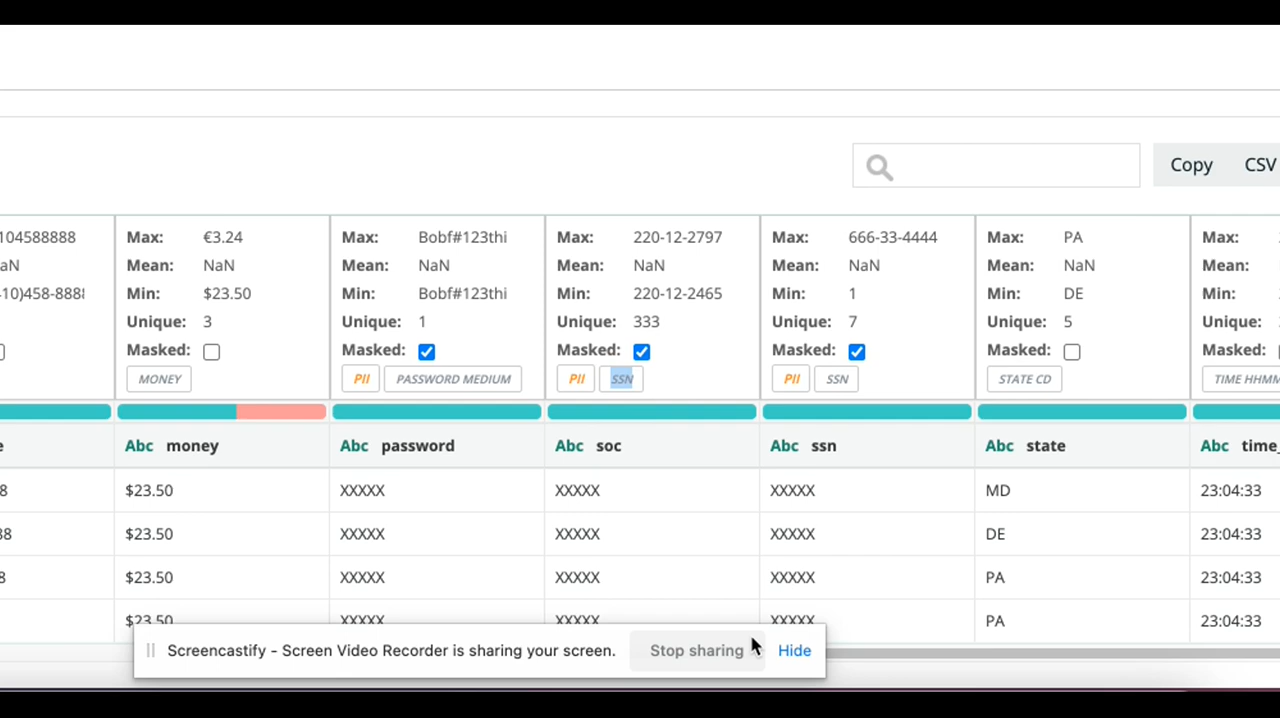 Copy CSV
104588888 Max: €3.24 Max: Bobf#123thi Max: 220-12-2797 Max: 666-33-4444 Max: PA Max:
aN Mean: NaN Mean: NaN Mean: NaN Mean: NaN Mean: NaN Mean:
10)458-888 Min: $23.50 Min: Bobf#123thi Min: 220-12-2465 Min: 1 Min: DE Min:
Unique: 3 Unique: 1 Unique: 333 Unique: 7 Unique: 5 Unique:
Masked: Masked: Masked: Masked: Masked: Masked:
MONEY PII PASSWORD MEDIUM PII SSN PII SSN STATE CD TIME HHMM
e Abc money Abc password Abc soc Abc ssn Abc state Abc time_
8 $23.50 XXXXX XXXXX XXXXX MD 23:04:33
38 $23.50 XXXXX XXXXX XXXXX DE 23:04:33
8 $23.50 XXXXX XXXXX XXXXX PA 23:04:33
$23.50 XXXXX XXXXX XXXXX PA 23:04:33
Screencastify - Screen Video Recorder is sharing your screen. Stop sharing Hide